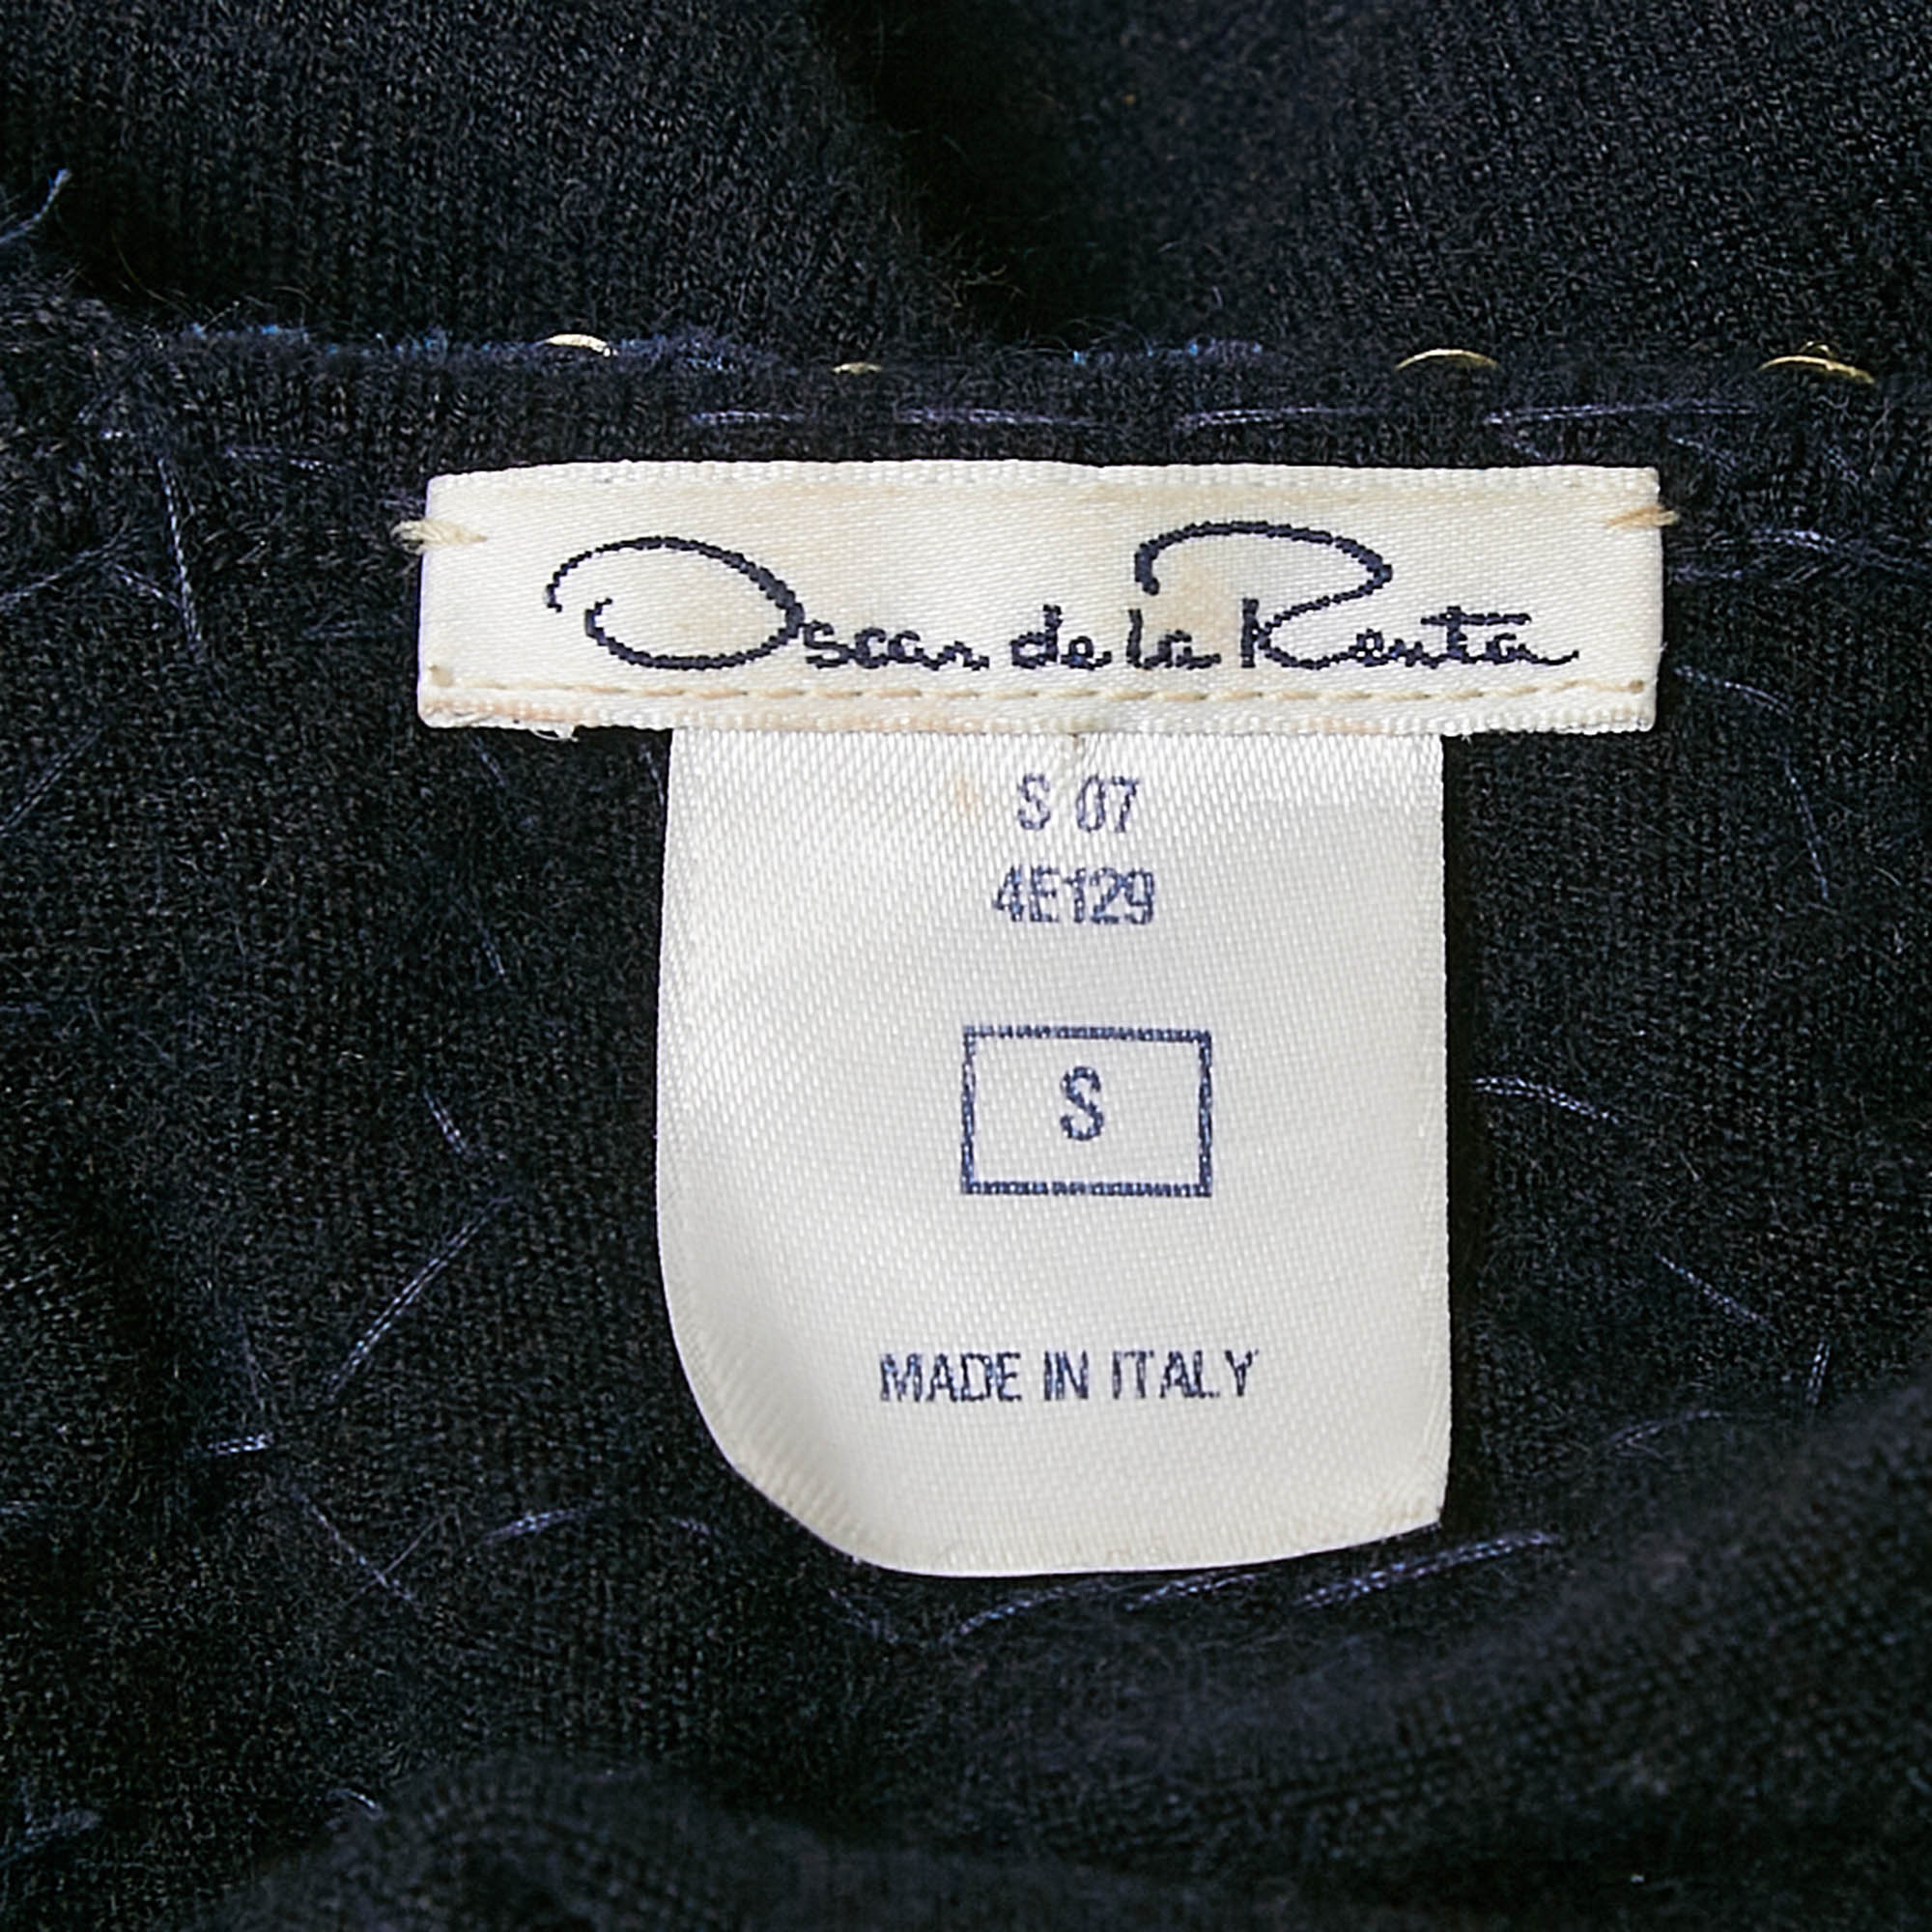 Oscar de la Renta
S 07
4E129
S
MADE IN ITALY